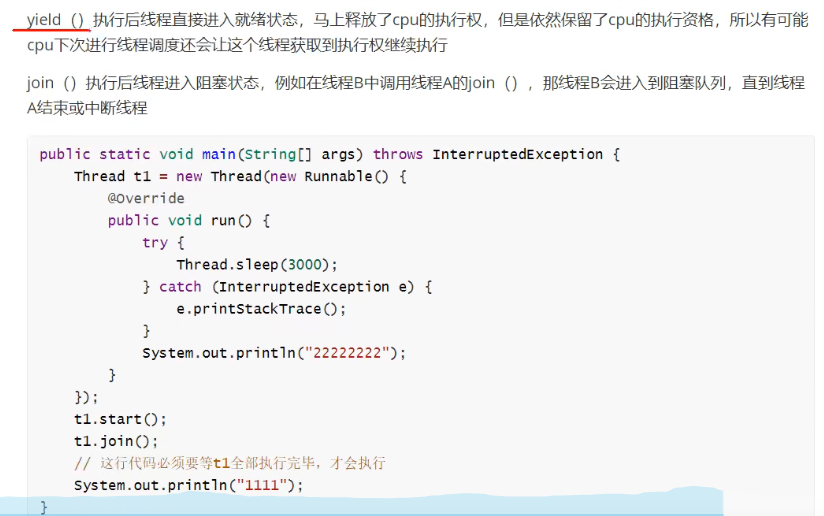 yield（）执行后线程直接进入就绪状态，马上释放了cpu的执行权，但是依然保留了cpu的执行资格，所以有可能
cpu下次进行线程调度还会让这个线程获取到执行权继续执行
join（）执行后线程进入阻塞状态，例如在线程B中调用线程A的join（），那线程B会进入到阻塞队列，直到线程
A结束或中断线程
public static void main(String[] args) throws InterruptedException {
    Thread t1 = new Thread(new Runnable() {
        @Override
        public void run() {
            try {
                Thread.sleep(3000);
            } catch (InterruptedException e) {
                e.printStackTrace();
            }
            System.out.println("22222222");
        }
    });
    t1.start();
    t1.join();
    // 这行代码必须要等t1全部执行完毕，才会执行
    System.out.println("1111");
}